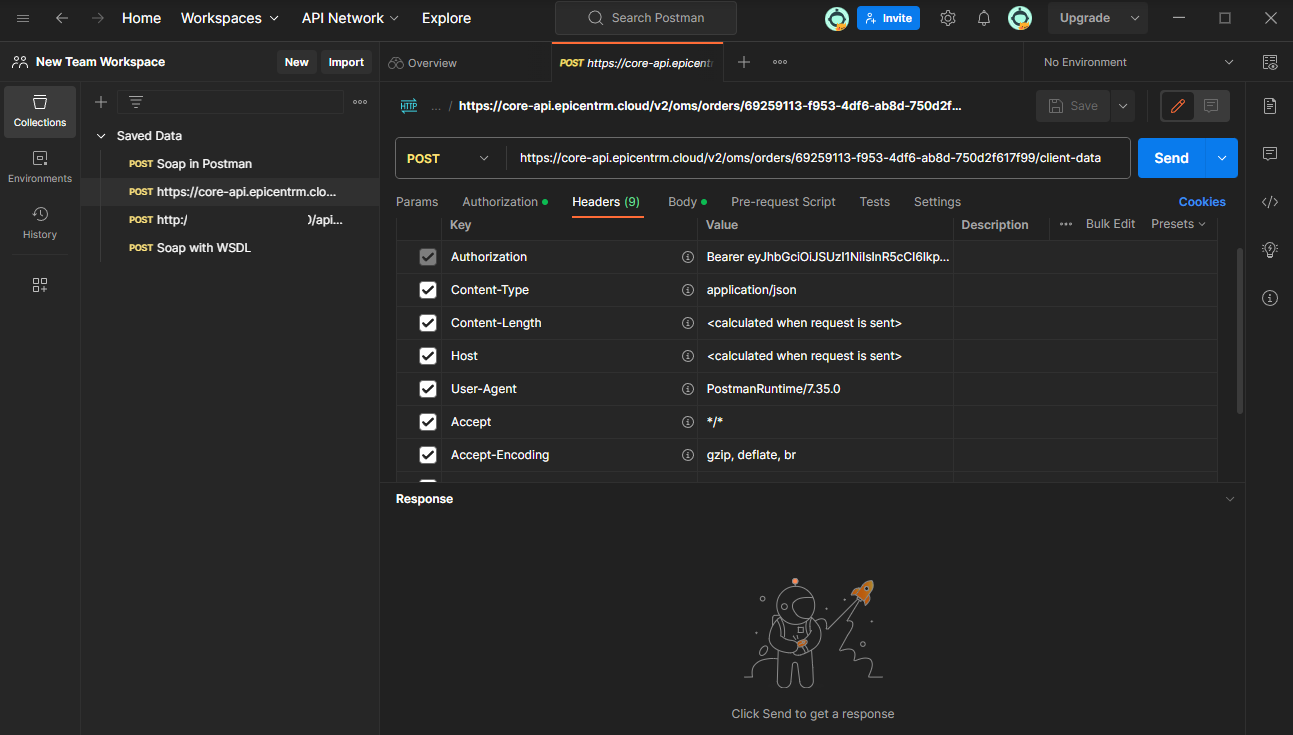 Home Workspaces API Network Explore Search Postman Invite Upgrade
New Team Workspace New Import Overview POST https://core-api.epicentr No Environment
Collections
Environments
History
Saved Data
POST Soap in Postman
POST https://core-api.epicentrm.clo...
POST http:/ )/api...
POST Soap with WSDL
HTTP ... / https://core-api.epicentrm.cloud/v2/oms/orders/69259113-f953-4df6-ab8d-750d2f... Save
POST https://core-api.epicentrm.cloud/v2/oms/orders/69259113-f953-4df6-ab8d-750d2f617f99/client-data Send
Params Authorization Headers (9) Body Pre-request Script Tests Settings Cookies
Key Value Description Bulk Edit Presets
Authorization Bearer eyJhbGciOiJSUzI1NiIsInR5cCI6Ikp...
Content-Type application/json
Content-Length <calculated when request is sent>
Host <calculated when request is sent>
User-Agent PostmanRuntime/7.35.0
Accept */*
Accept-Encoding gzip, deflate, br
Response
Click Send to get a response